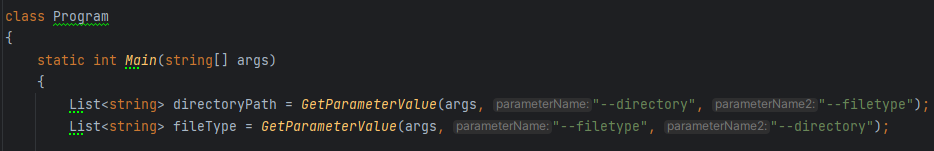 class Program
{
static int Main(string[] args)
{
List<string> directoryPath = GetParameterValue(args, parameterName: "--directory", parameterName2: "--filetype");
List<string> fileType = GetParameterValue(args, parameterName: "--filetype", parameterName2: "--directory");